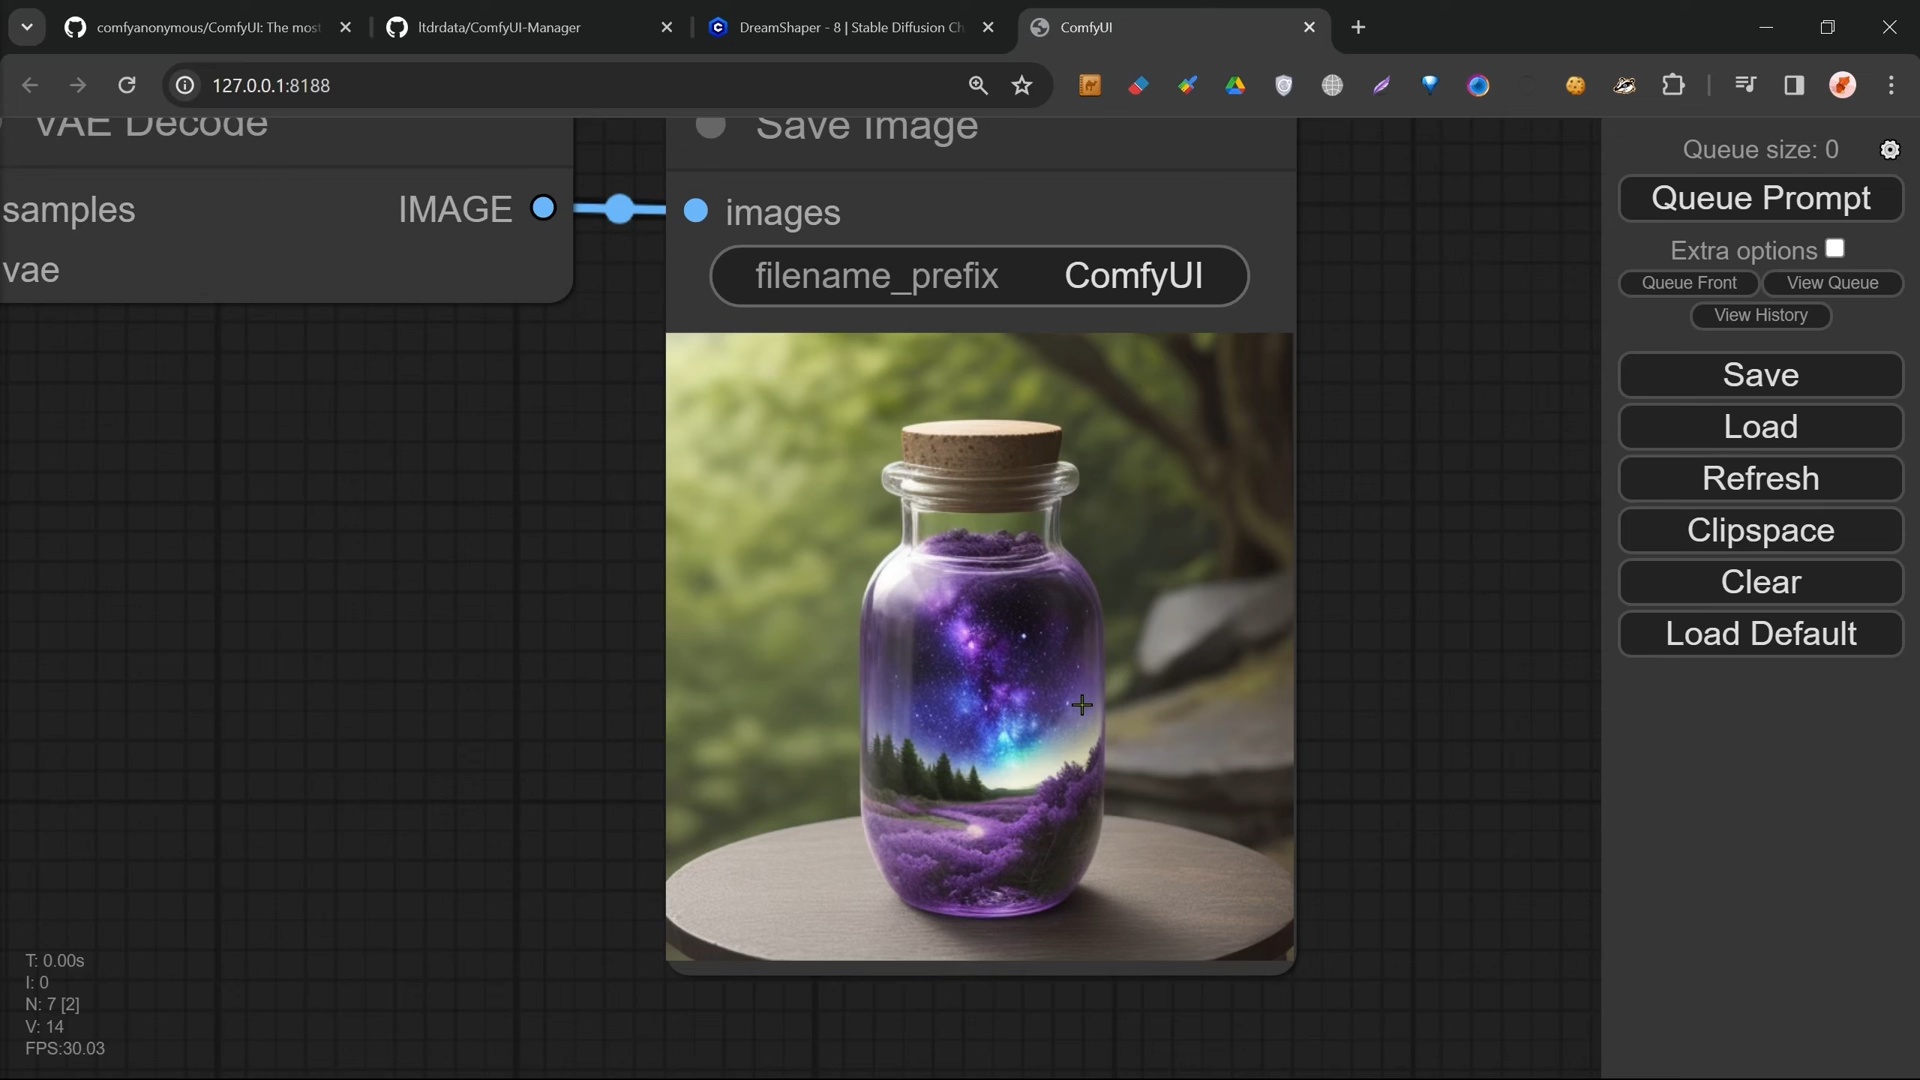 comfyanonymous/ComfyUI: The most
ltdrdata/ComfyUI-Manager
DreamShaper - 8 | Stable Diffusion Ch
ComfyUI
127.0.0.1:8188
VAE Decode
samples
IMAGE
vae
Save Image
images
filename_prefix
ComfyUI
Queue size: 0
Queue Prompt
Extra options
Queue Front
View Queue
View History
Save
Load
Refresh
Clipspace
Clear
Load Default
T: 0.00s
I: 0
N: 7 [2]
V: 14
FPS:30.03